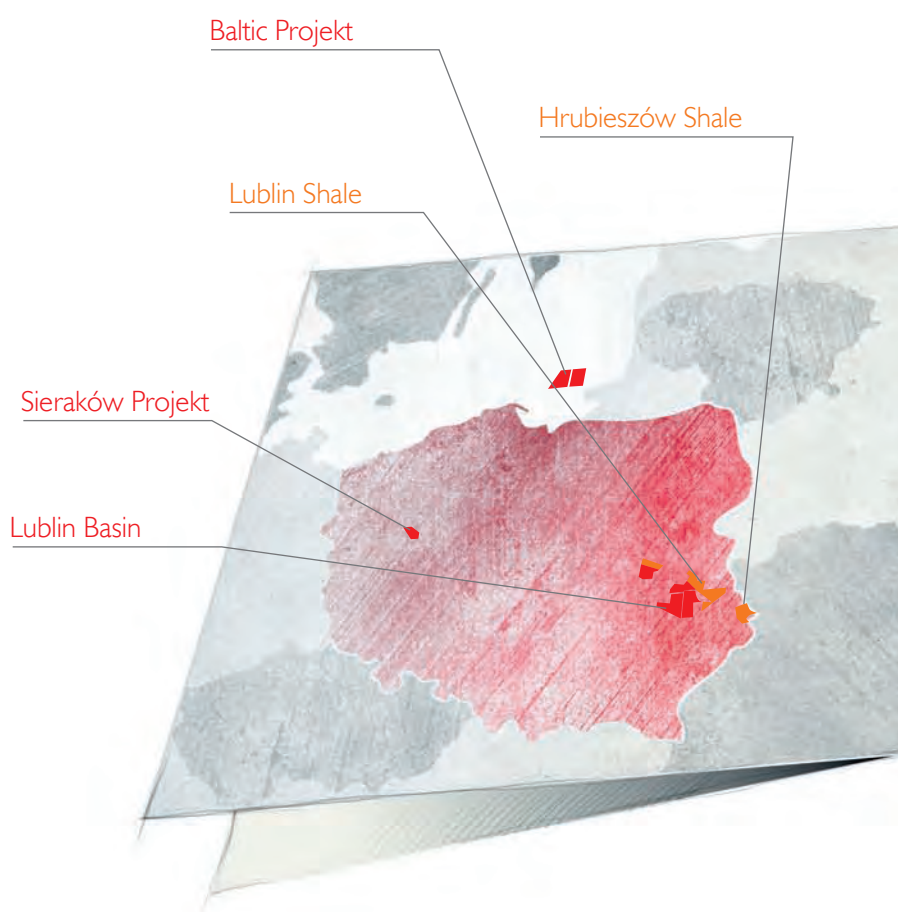 Baltic Projekt
Hrubieszów Shale
Lublin Shale
Sieraków Projekt
Lublin Basin